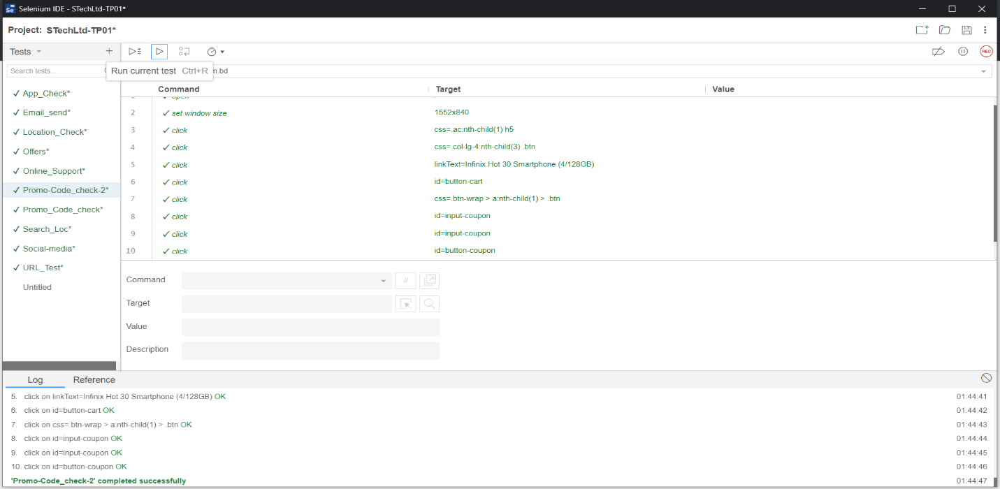 Selenium IDE - STechLtd-TP01*
Project: STechLtd-TP01*
Tests
Search tests...
Run current test Ctrl+R
m.bd
REC
Command Target Value
1 open
2 set window size 1552x840
3 click css=.ac:nth-child(1) h5
4 click css=.col-lg-4:nth-child(3) .btn
5 click linkText=Infinix Hot 30 Smartphone (4/128GB)
6 click id=button-cart
7 click css=.btn-wrap > a:nth-child(1) > .btn
8 click id=input-coupon
9 click id=input-coupon
10 click id=button-coupon
App_Check*
Email_send*
Location_Check*
Offers*
Online_Support*
Promo-Code_check-2*
Promo_Code_check*
Search_Loc*
Social-media*
URL_Test*
Untitled
Command //
Target
Value
Description
Log Reference
5. click on linkText=Infinix Hot 30 Smartphone (4/128GB) OK 01:44:41
6. click on id=button-cart OK 01:44:42
7. click on css=.btn-wrap > a:nth-child(1) > .btn OK 01:44:43
8. click on id=input-coupon OK 01:44:44
9. click on id=input-coupon OK 01:44:45
10. click on id=button-coupon OK 01:44:46
'Promo-Code_check-2' completed successfully 01:44:47